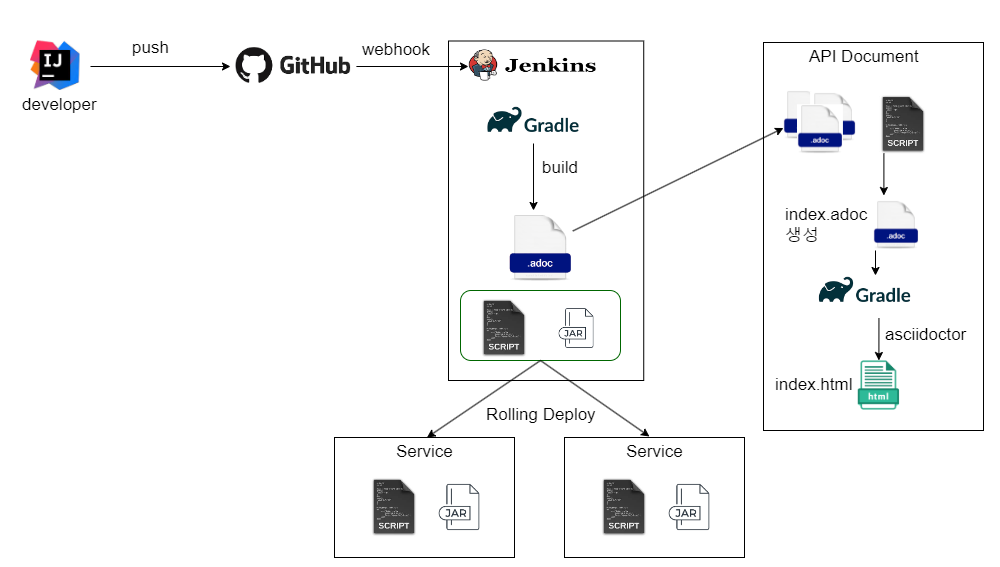 IJ
developer
push
GitHub
webhook
Jenkins
Gradle
build
.adoc
SCRIPT
JAR
Rolling Deploy
Service
SCRIPT
JAR
Service
SCRIPT
JAR
API Document
.adoc
SCRIPT
index.adoc
생성
.adoc
Gradle
asciidoctor
index.html
html